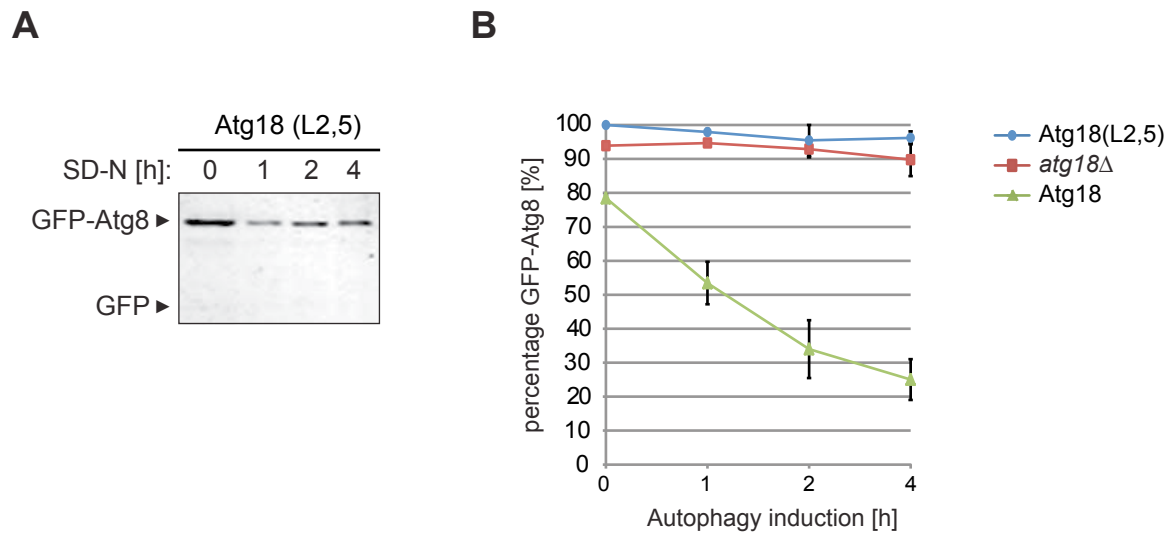 A
Atg18 (L2,5)
SD-N [h]: 0 1 2 4
GFP-Atg8
GFP
B
percentage GFP-Atg8 [%]
100
90
80
70
60
50
40
30
20
10
0
0 1 2 4
Autophagy induction [h]
Atg18(L2,5)
atg18Δ
Atg18